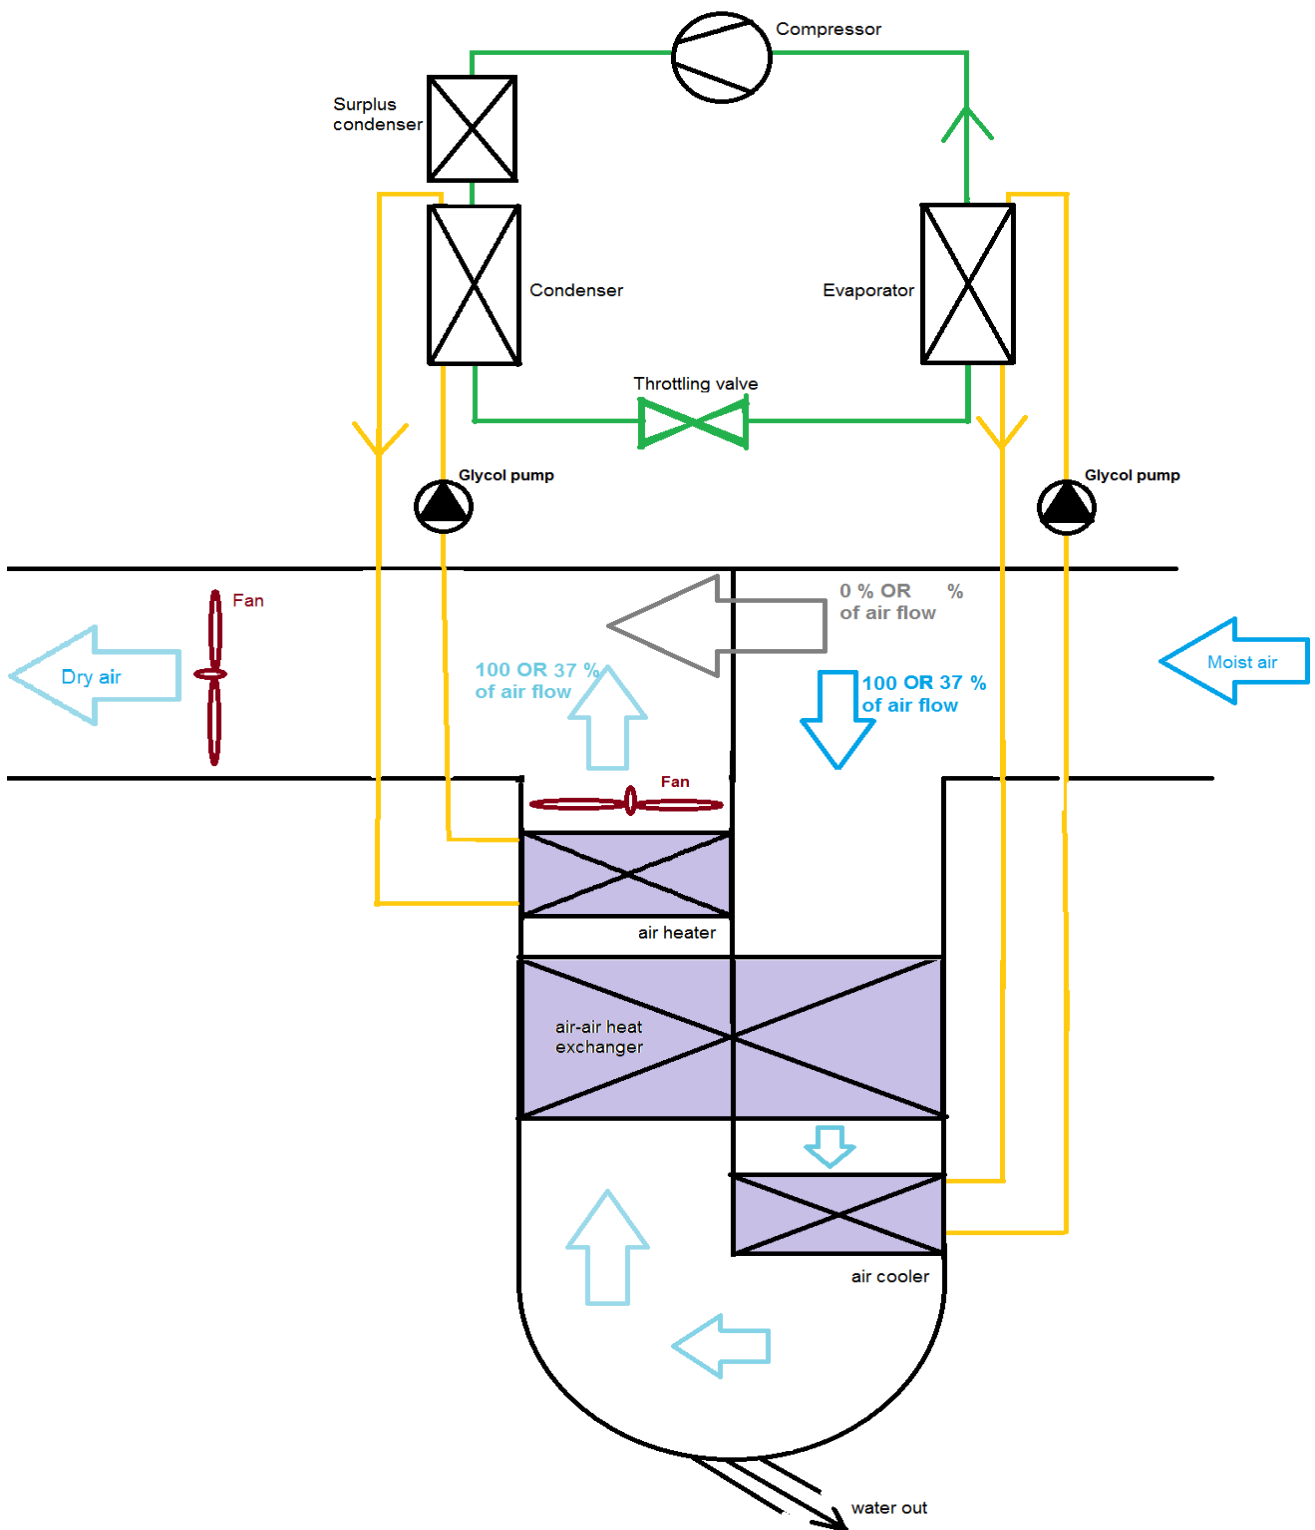 Compressor
Surplus
condenser
Condenser
Evaporator
Throttling valve
Glycol pump
Glycol pump
Fan
0 % OR %
of air flow
Dry air
100 OR 37 %
of air flow
100 OR 37 %
of air flow
Moist air
Fan
air heater
air-air heat
exchanger
air cooler
water out